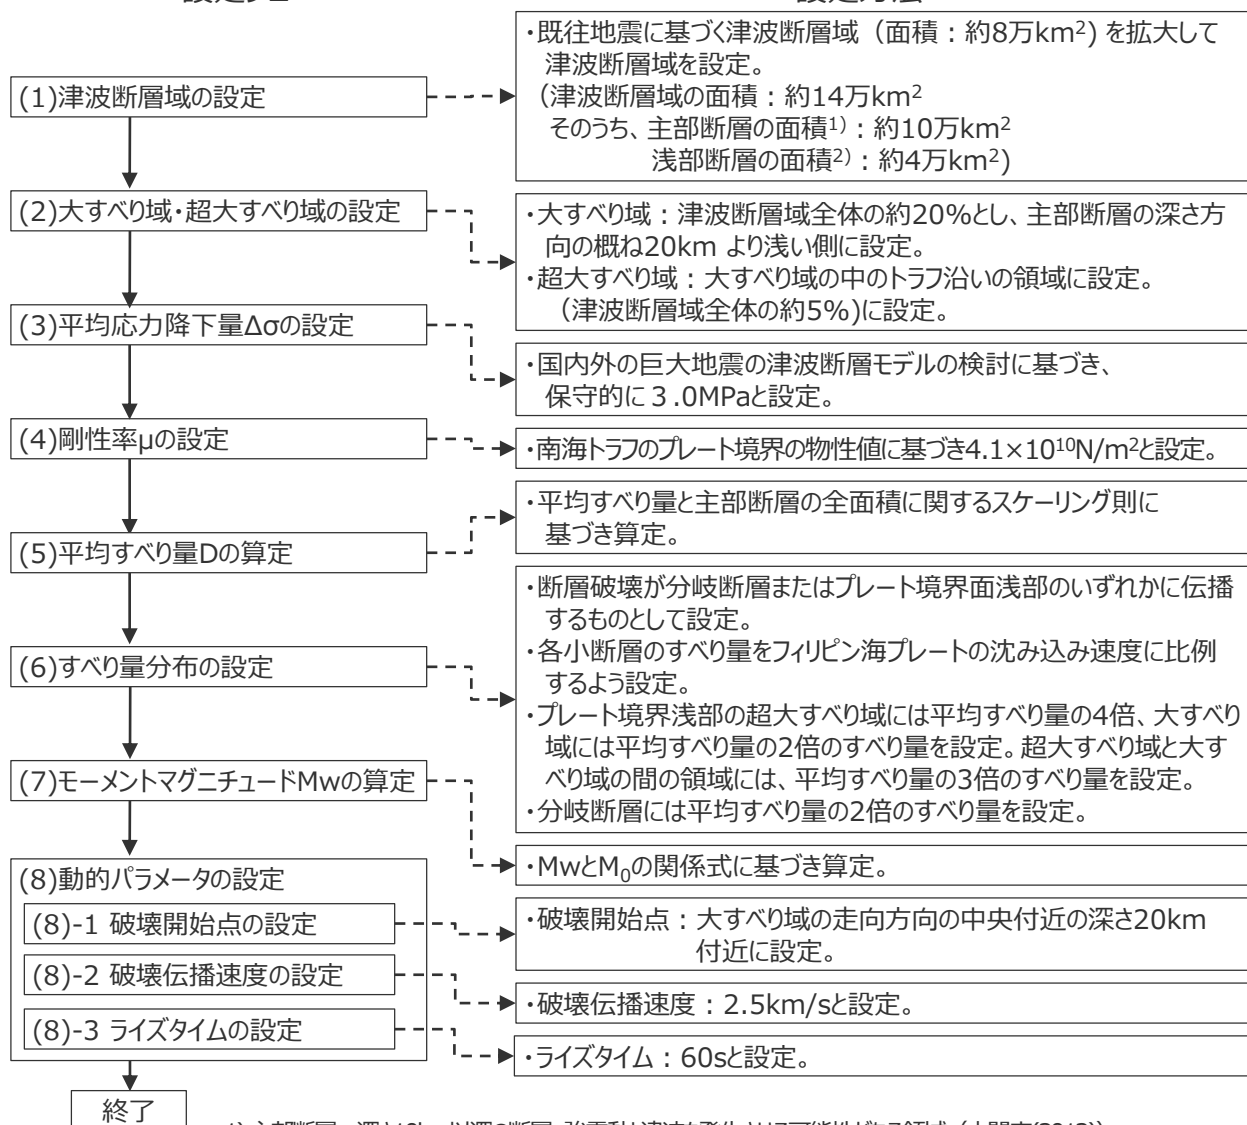 (1)津波断層域の設定
・既往地震に基づく津波断層域（面積：約8万km²) を拡大して
津波断層域を設定。
（津波断層域の面積：約14万km²
そのうち、主部断層の面積¹⁾：約10万km²
浅部断層の面積²⁾：約4万km²)
(2)大すべり域・超大すべり域の設定
・大すべり域：津波断層域全体の約20%とし、主部断層の深さ方
向の概ね20km より浅い側に設定。
・超大すべり域：大すべり域の中のトラフ沿いの領域に設定。
（津波断層域全体の約5%)に設定。
(3)平均応力降下量Δσの設定
・国内外の巨大地震の津波断層モデルの検討に基づき、
保守的に３.0MPaと設定。
(4)剛性率μの設定
・南海トラフのプレート境界の物性値に基づき4.1×10¹⁰N/m²と設定。
(5)平均すべり量Dの算定
・平均すべり量と主部断層の全面積に関するスケーリング則に
基づき算定。
(6)すべり量分布の設定
・断層破壊が分岐断層またはプレート境界面浅部のいずれかに伝播
するものとして設定。
・各小断層のすべり量をフィリピン海プレートの沈み込み速度に比例
するよう設定。
・プレート境界浅部の超大すべり域には平均すべり量の4倍、大すべり
域には平均すべり量の2倍のすべり量を設定。超大すべり域と大す
べり域の間の領域には、平均すべり量の3倍のすべり量を設定。
・分岐断層には平均すべり量の2倍のすべり量を設定。
(7)モーメントマグニチュードMwの算定
・MwとM₀の関係式に基づき算定。
(8)動的パラメータの設定
(8)-1 破壊開始点の設定
・破壊開始点：大すべり域の走向方向の中央付近の深さ20km
付近に設定。
(8)-2 破壊伝播速度の設定
・破壊伝播速度：2.5km/sと設定。
(8)-3 ライズタイムの設定
・ライズタイム：60sと設定。
終了